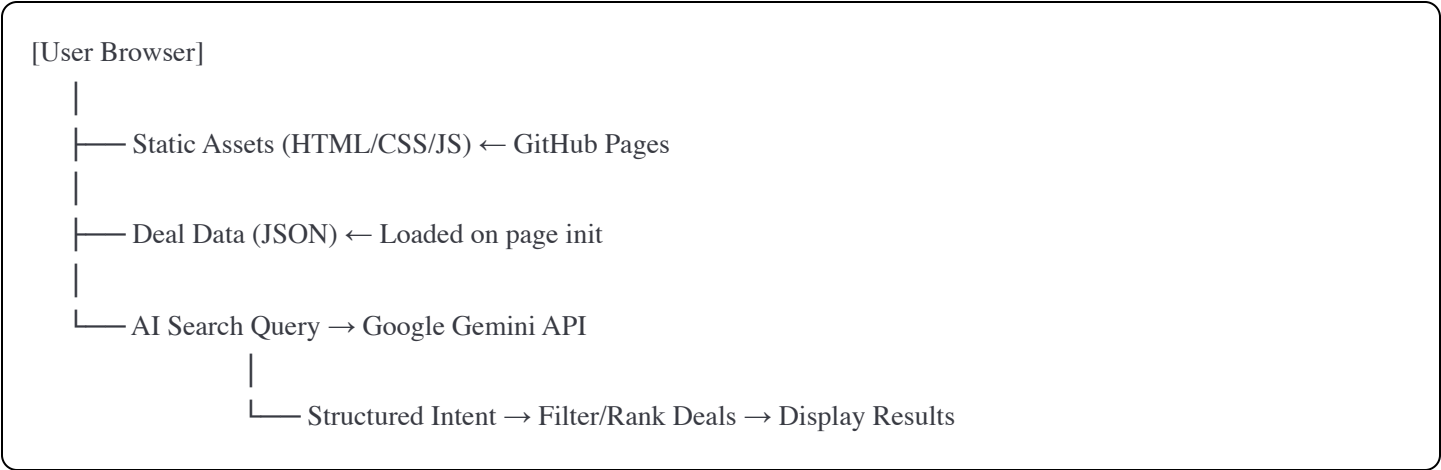 [User Browser]
│
├── Static Assets (HTML/CSS/JS) ← GitHub Pages
│
├── Deal Data (JSON) ← Loaded on page init
│
└── AI Search Query → Google Gemini API
│
└── Structured Intent → Filter/Rank Deals → Display Results